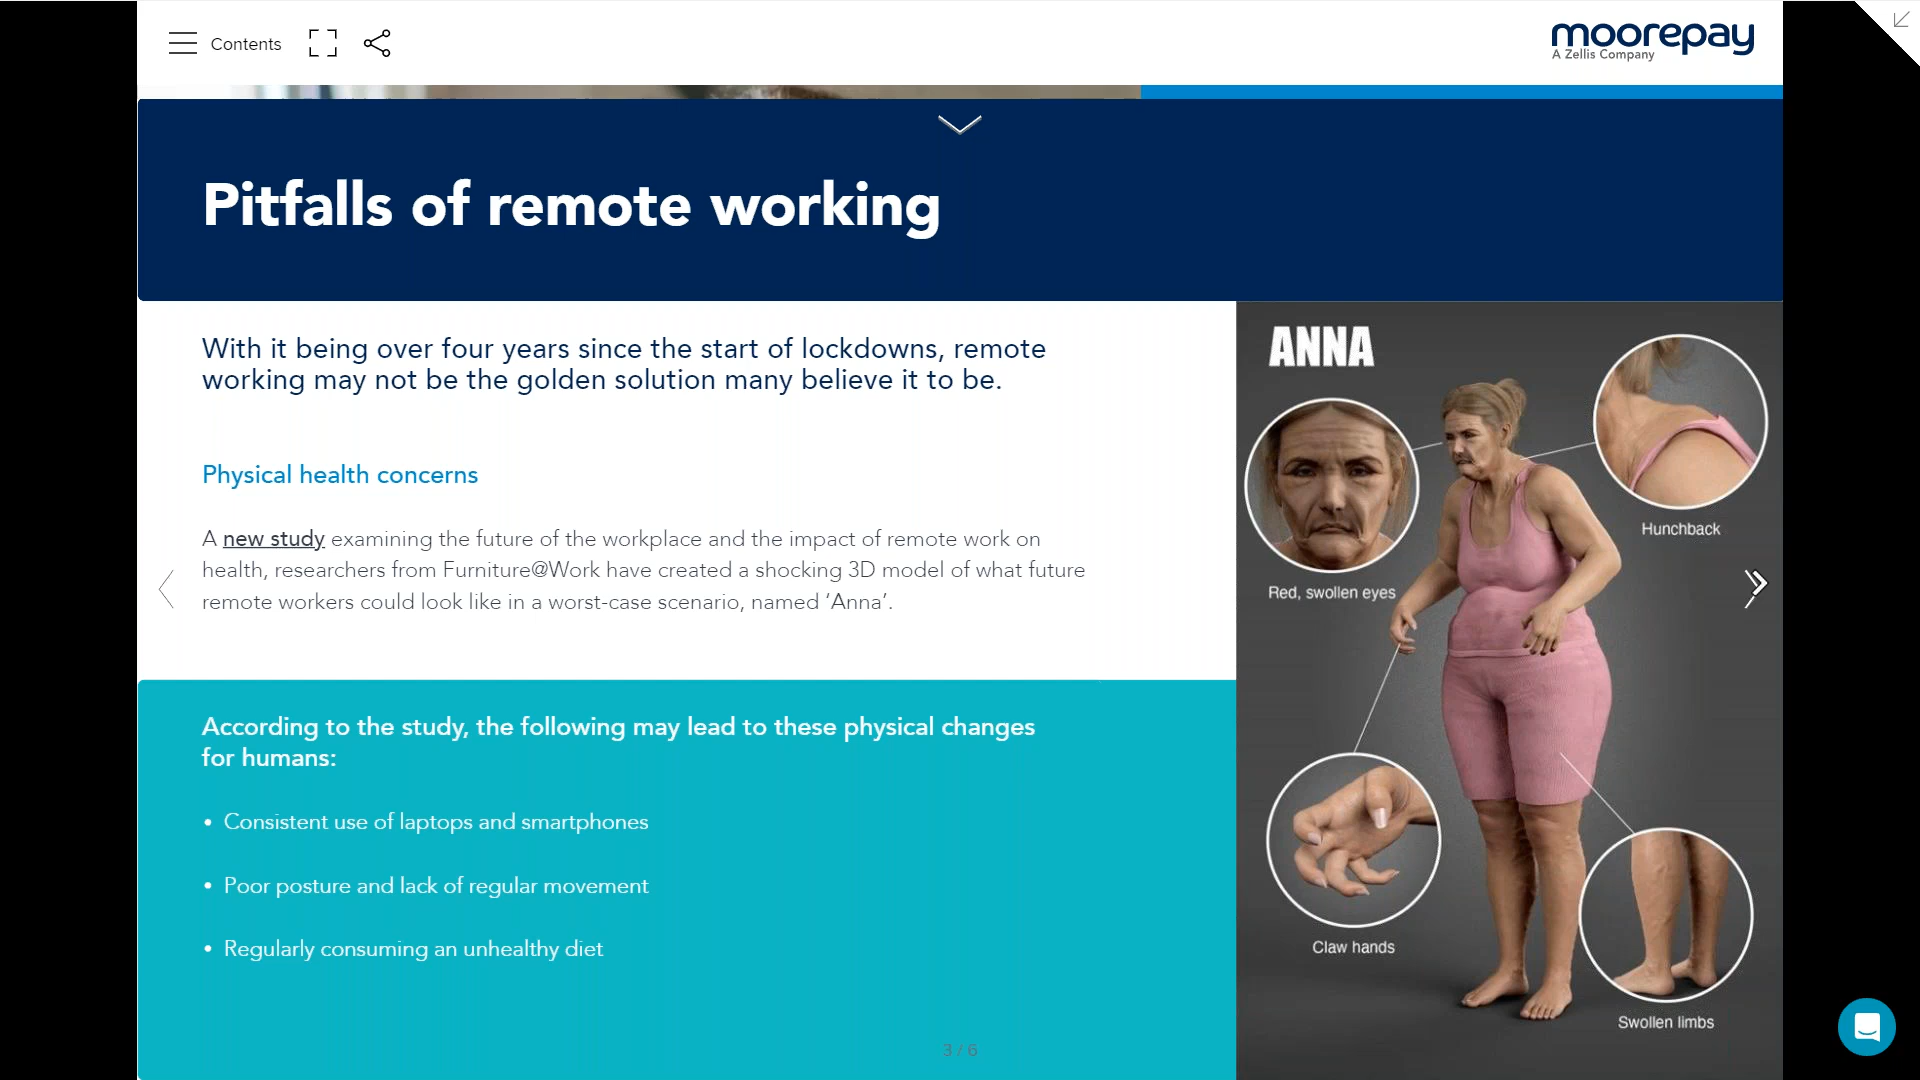 Contents
moorepay
A Zellis Company
Pitfalls of remote working
With it being over four years since the start of lockdowns, remote
working may not be the golden solution many believe it to be.
Physical health concerns
A new study examining the future of the workplace and the impact of remote work on
health, researchers from Furniture@Work have created a shocking 3D model of what future
remote workers could look like in a worst-case scenario, named ‘Anna’.
According to the study, the following may lead to these physical changes
for humans:
• Consistent use of laptops and smartphones
• Poor posture and lack of regular movement
• Regularly consuming an unhealthy diet
ANNA
Hunchback
Red, swollen eyes
Claw hands
Swollen limbs
3 / 6